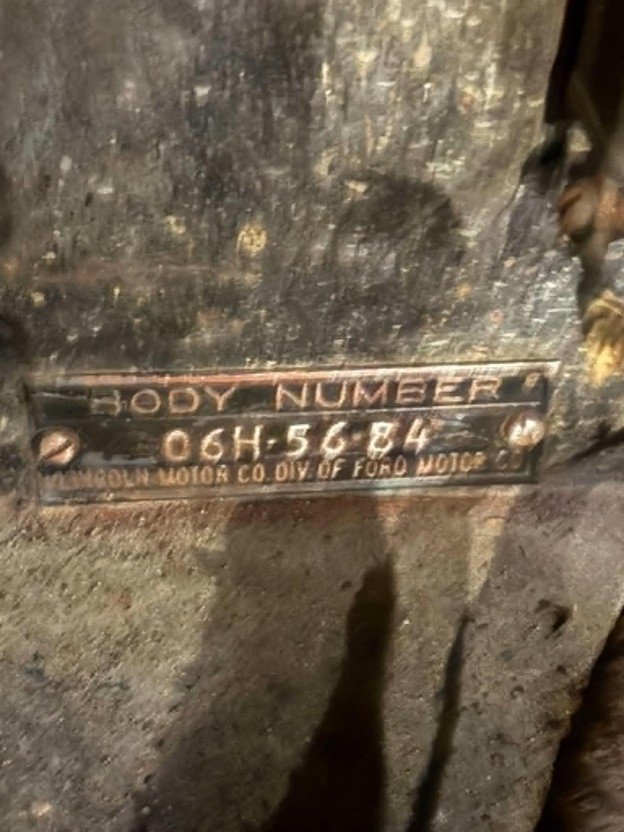 BODY NUMBER
06H·56·84
LINCOLN MOTOR CO. DIV. OF FORD MOTOR CO